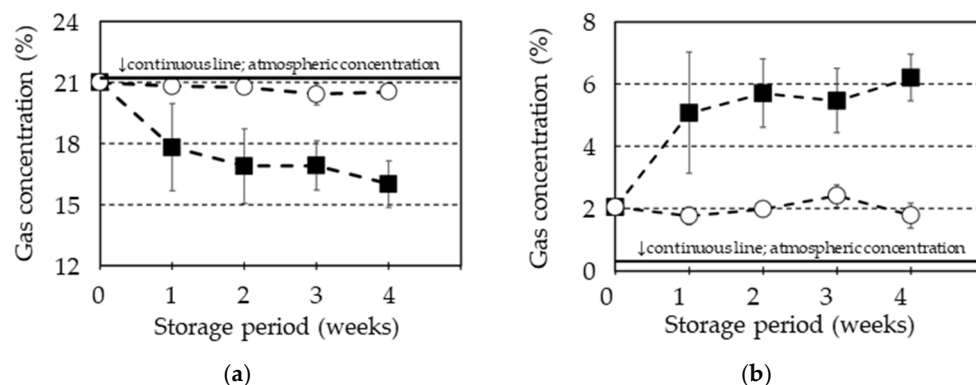 24
21
18
15
12
Gas concentration (%)
↓continuous line; atmospheric concentration
0 1 2 3 4
Storage period (weeks)
(a)
8
6
4
2
0
Gas concentration (%)
↓continuous line; atmospheric concentration
0 1 2 3 4
Storage period (weeks)
(b)